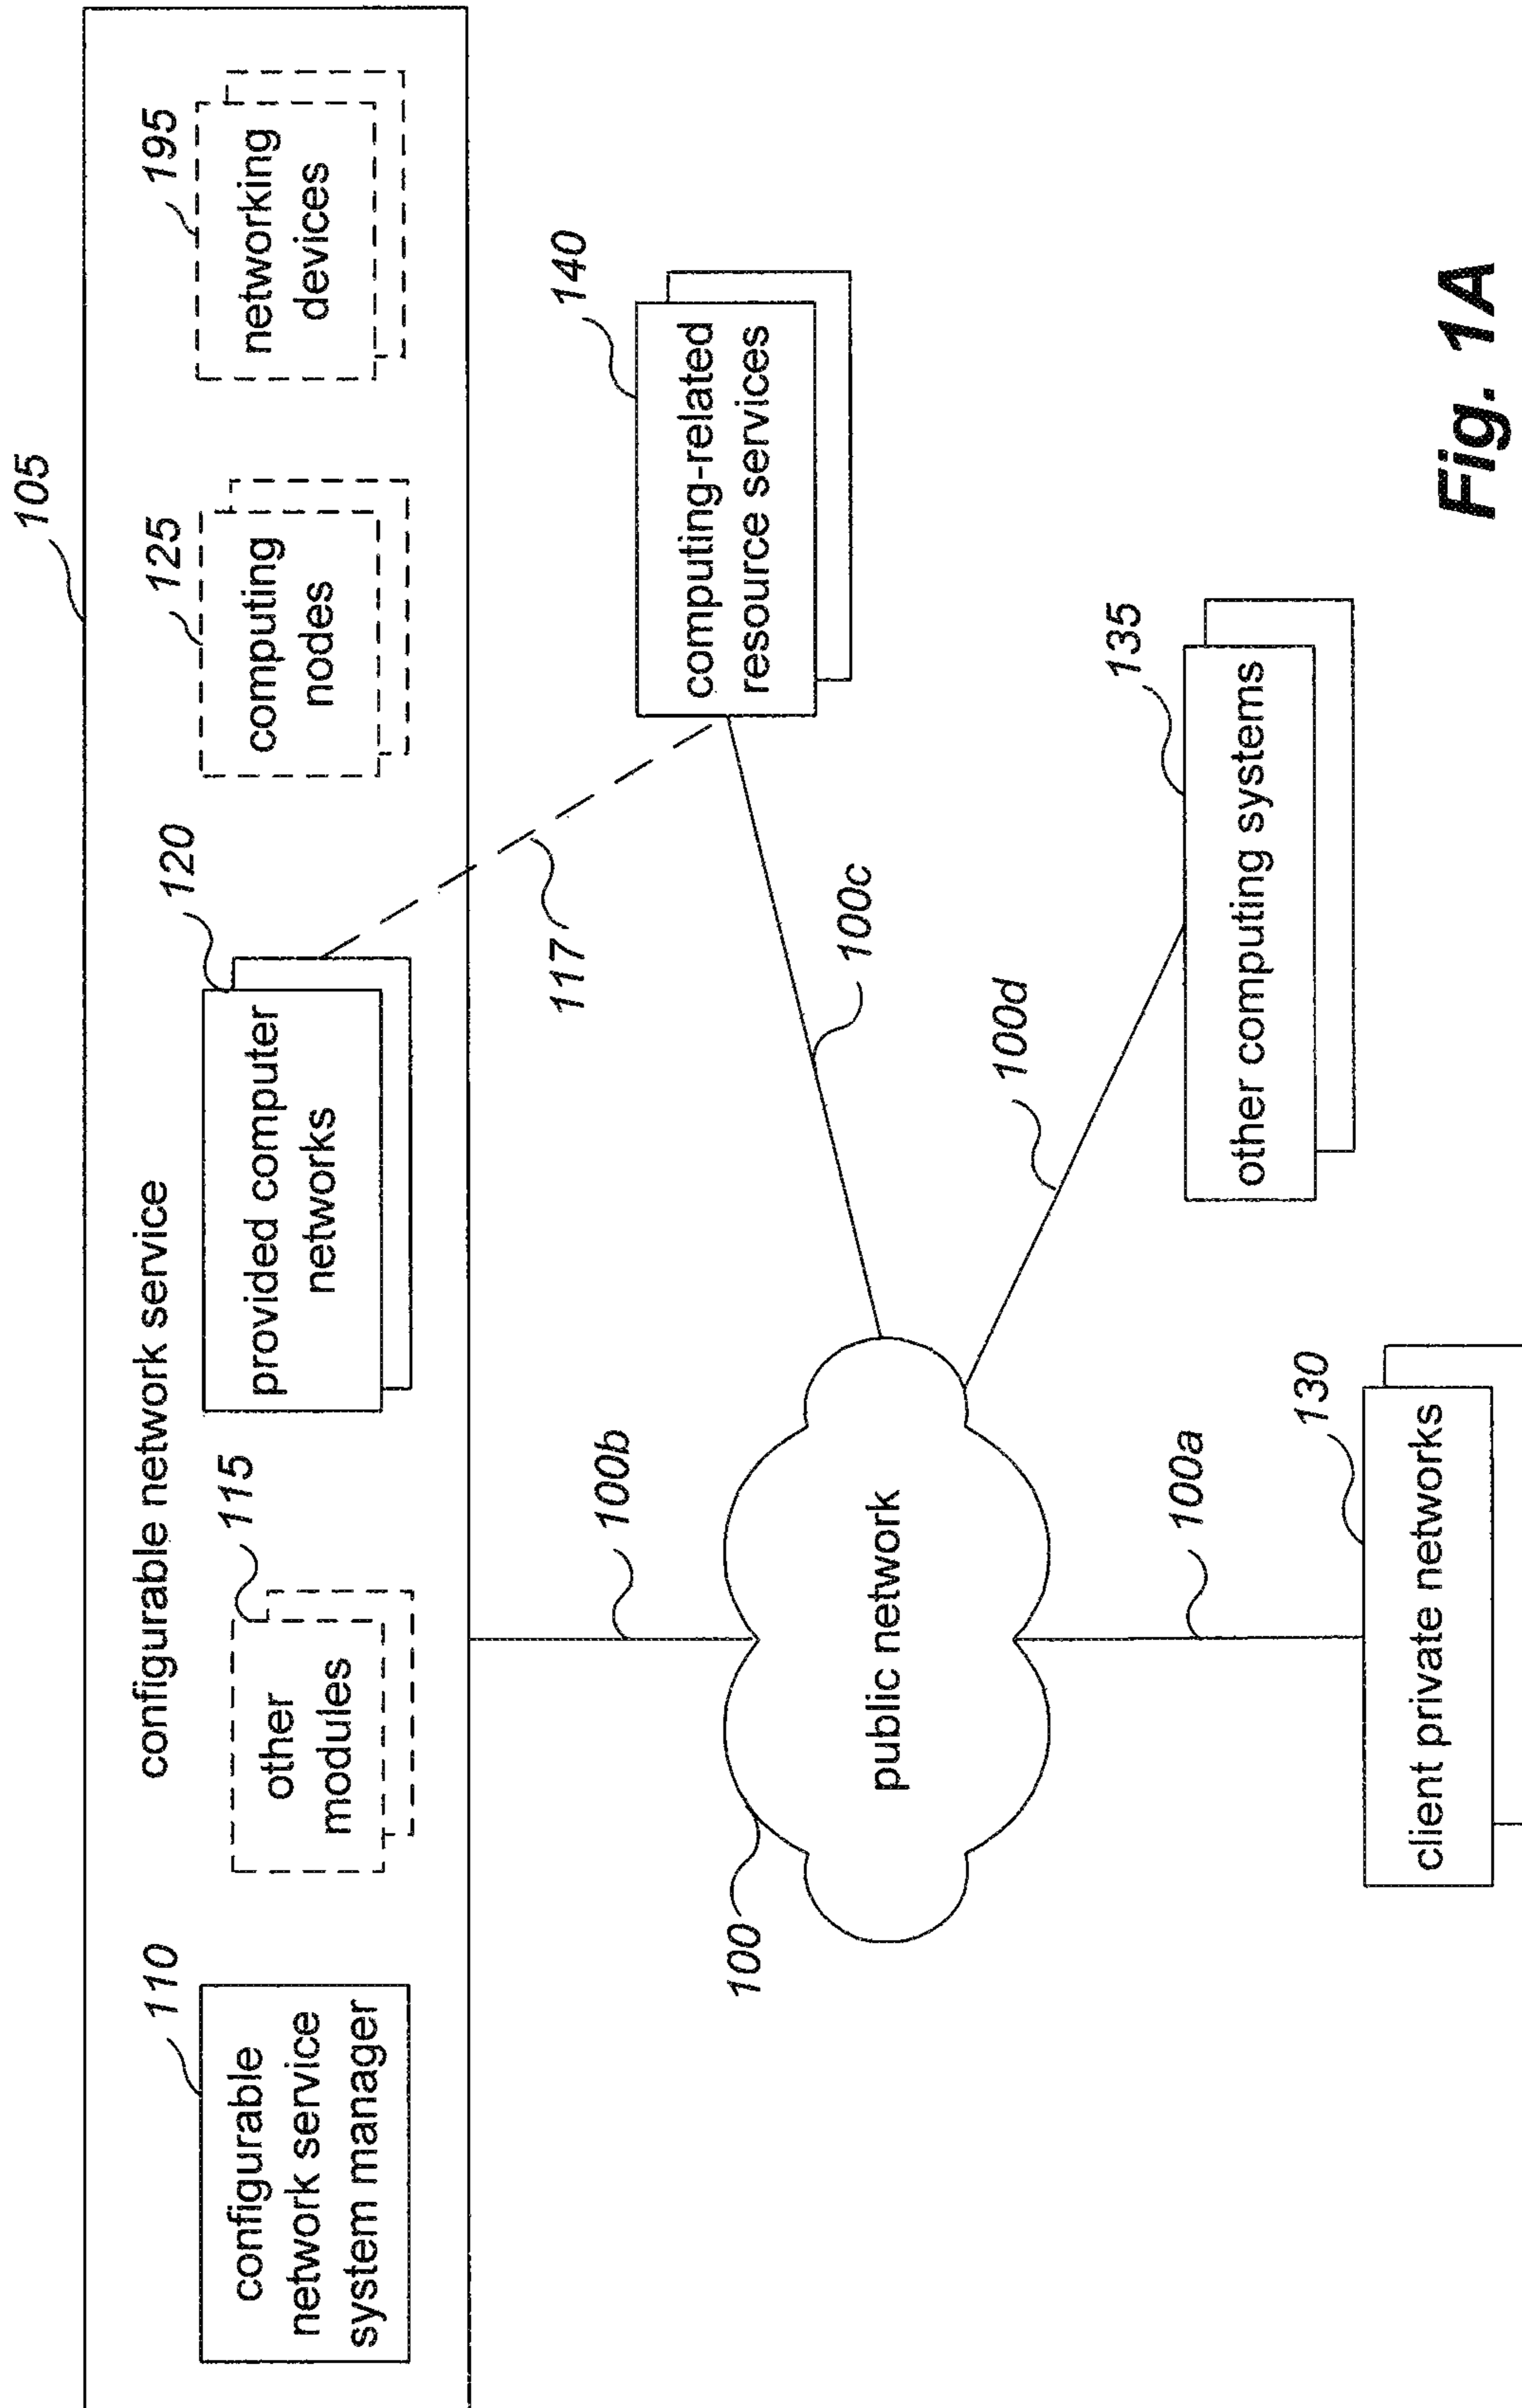 105
configurable network service
110
configurable
network service
system manager
115
other
modules
120
provided computer
networks
125
computing
nodes
195
networking
devices
117
100b
100
public network
100c
100d
100a
140
computing-related
resource services
135
other computing systems
130
client private networks
Fig. 1A